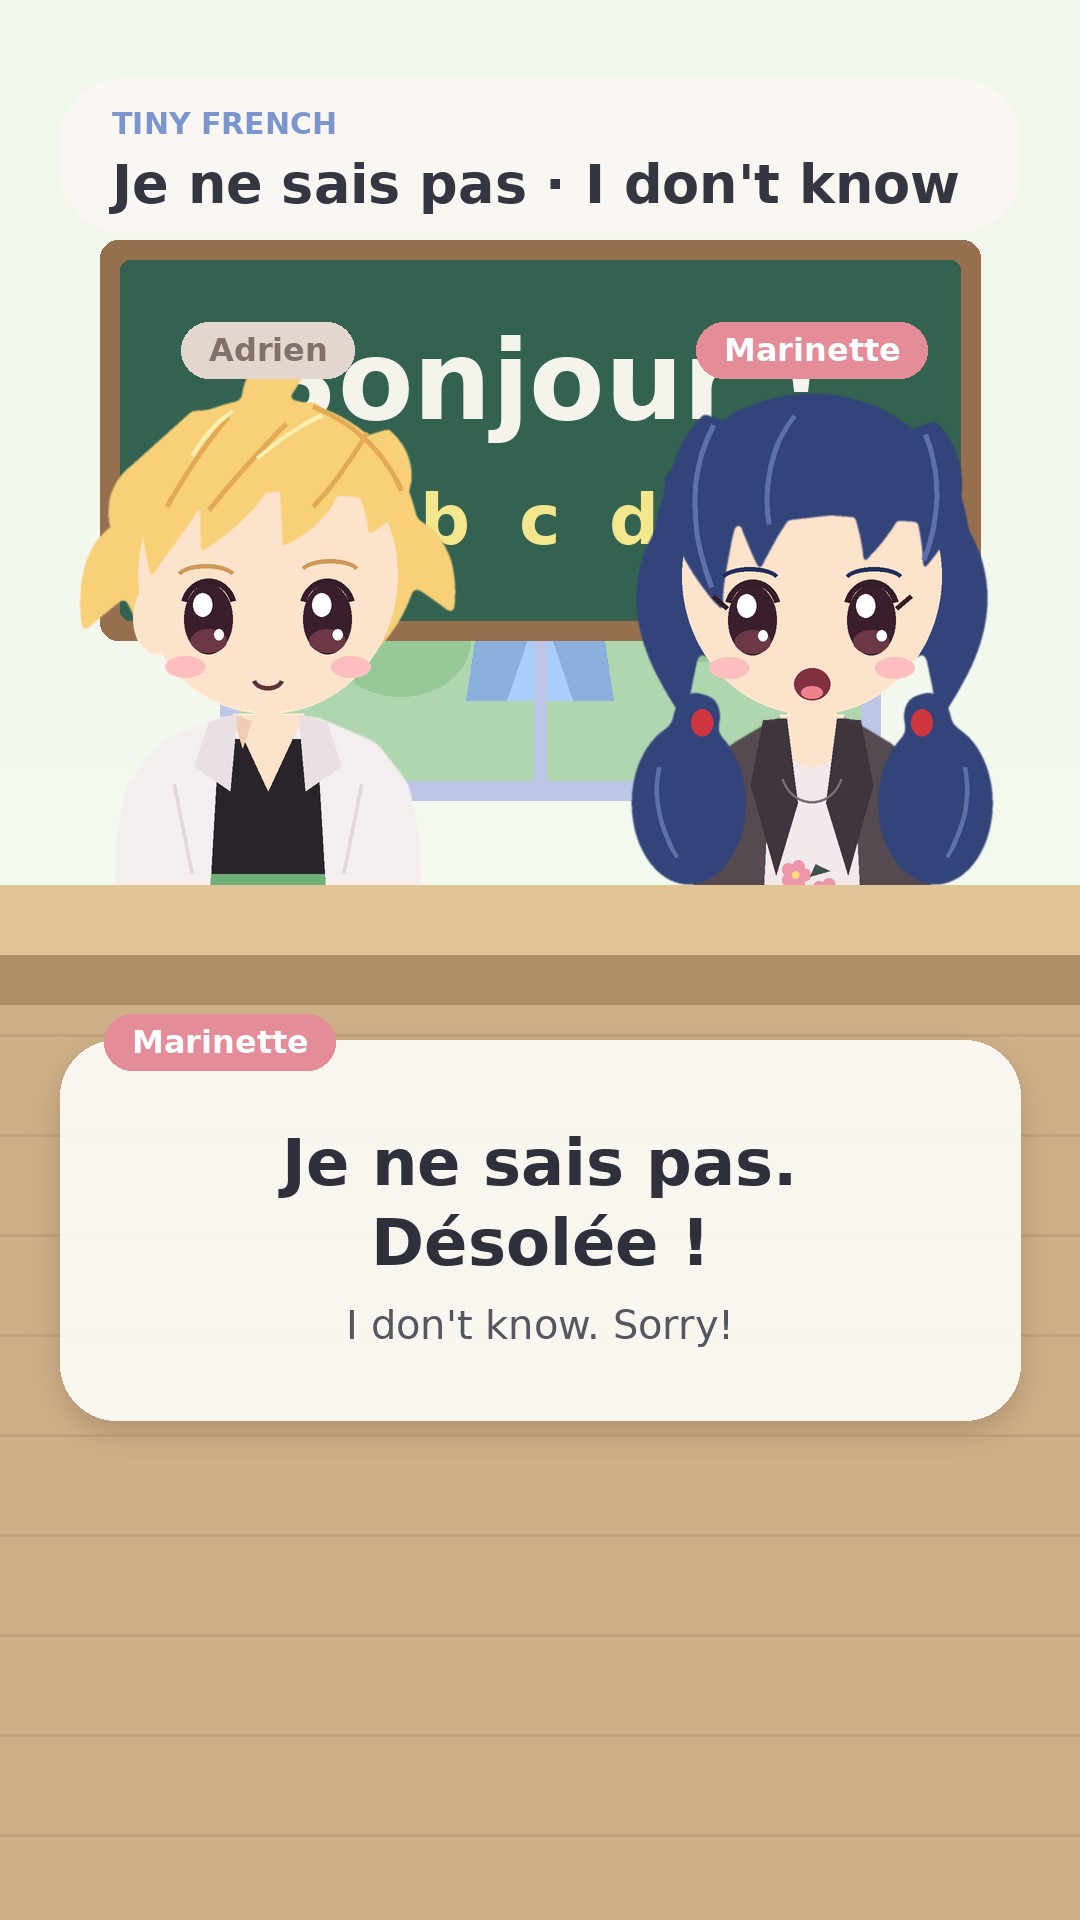 TINY FRENCH
Je ne sais pas · I don't know
Adrien
Marinette
onjour
b c d
Marinette
Je ne sais pas.
Désolée !
I don't know. Sorry!